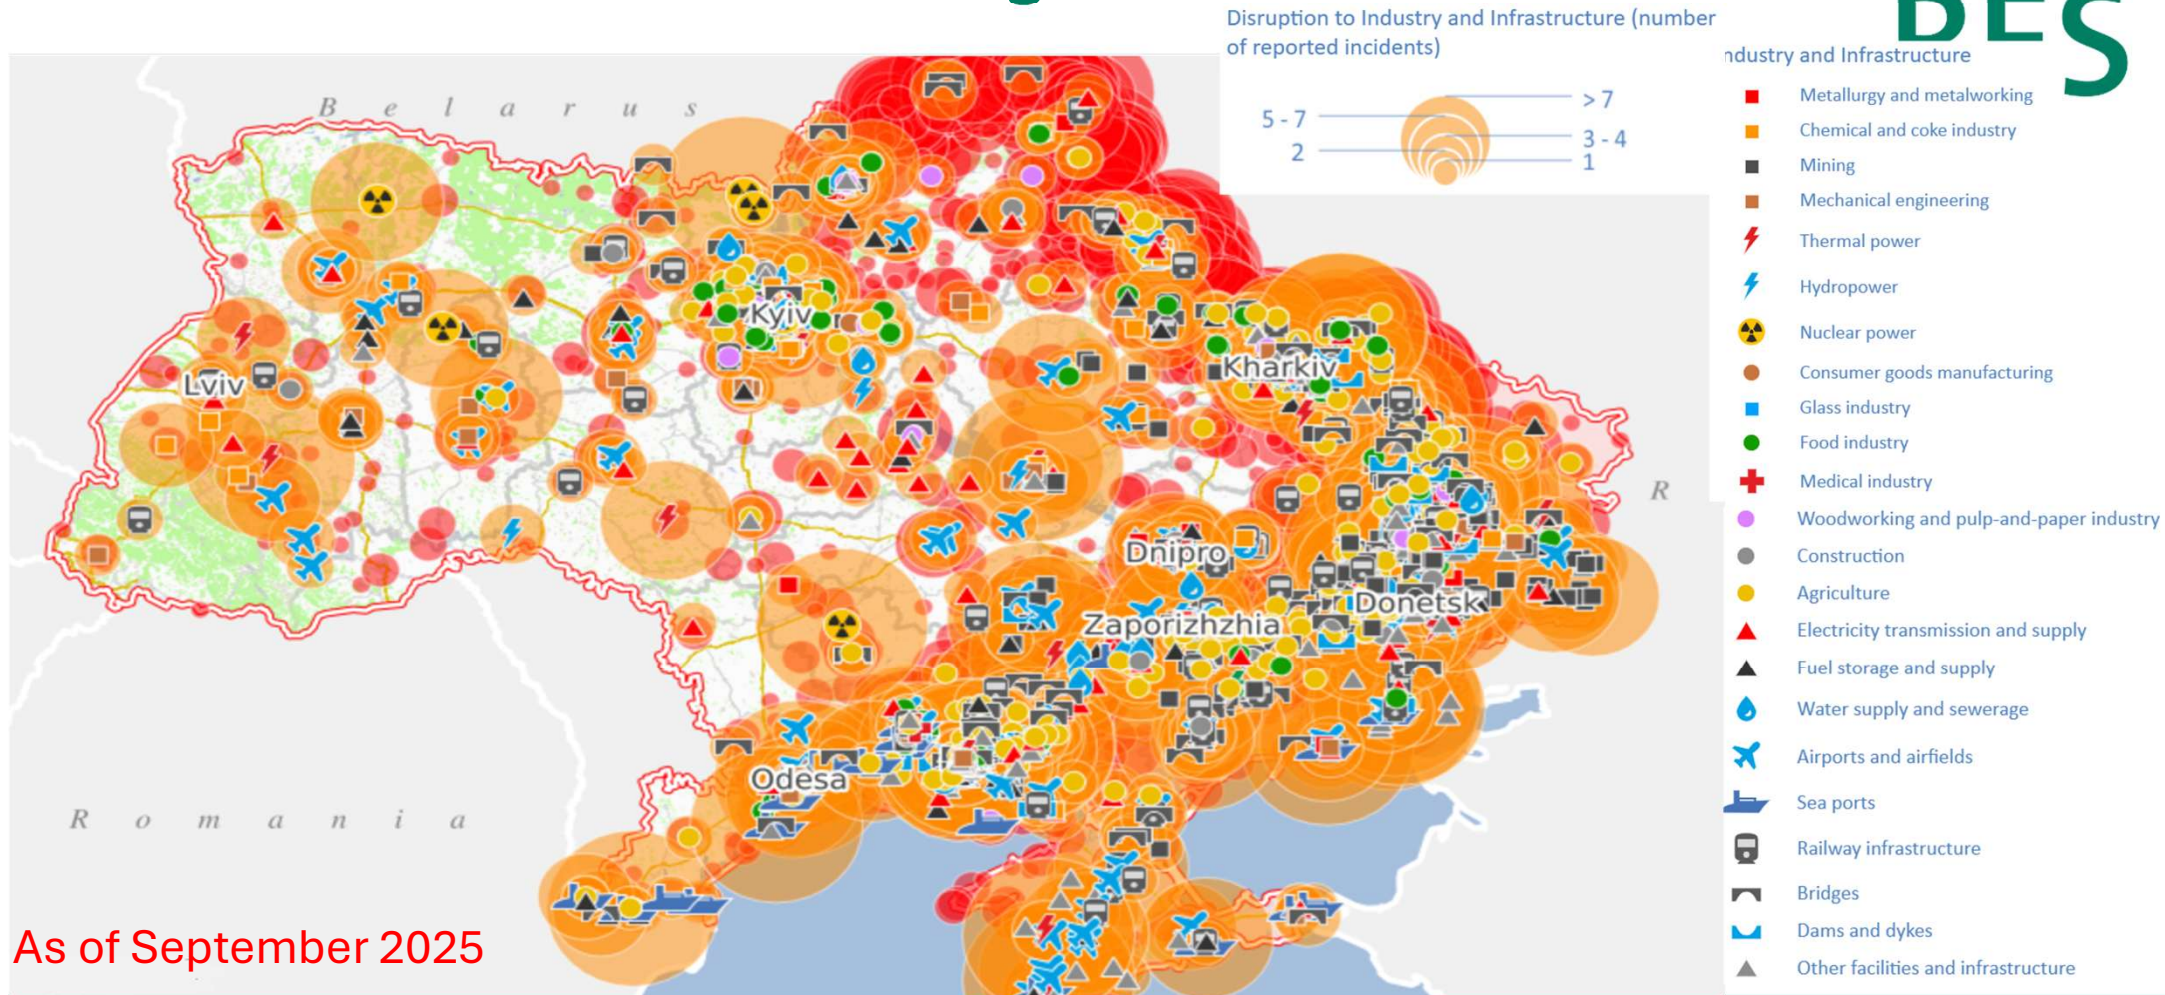 Disruption to Industry and Infrastructure (number
of reported incidents)
> 7
5 - 7
3 - 4
2
1
BES
ndustry and Infrastructure
Metallurgy and metalworking
Chemical and coke industry
Mining
Mechanical engineering
Thermal power
Hydropower
Nuclear power
Consumer goods manufacturing
Glass industry
Food industry
Medical industry
Woodworking and pulp-and-paper industry
Construction
Agriculture
Electricity transmission and supply
Fuel storage and supply
Water supply and sewerage
Airports and airfields
Sea ports
Railway infrastructure
Bridges
Dams and dykes
Other facilities and infrastructure
Belarus
Kyiv
Lviv
Kharkiv
R
Dnipro
Donetsk
Zaporizhzhia
Odesa
Romania
As of September 2025